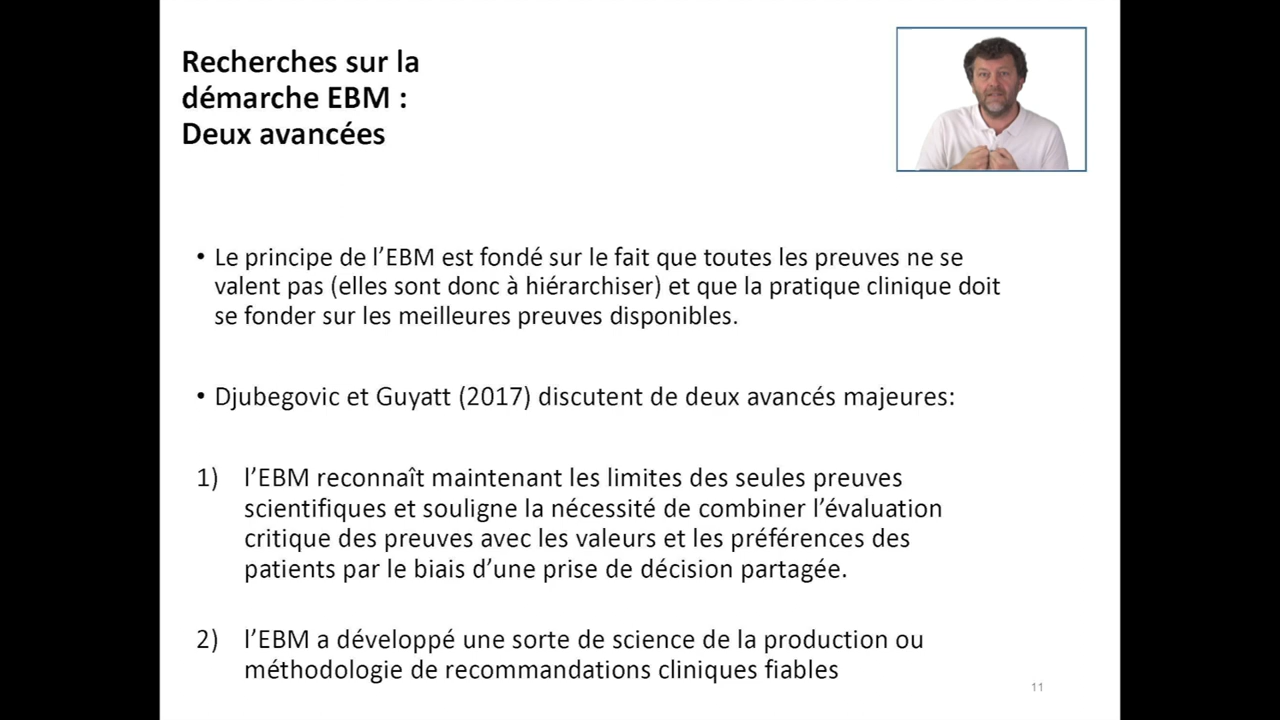 Recherches sur la
démarche EBM :
Deux avancées
• Le principe de l’EBM est fondé sur le fait que toutes les preuves ne se
valent pas (elles sont donc à hiérarchiser) et que la pratique clinique doit
se fonder sur les meilleures preuves disponibles.
• Djubegovic et Guyatt (2017) discutent de deux avancés majeures:
1) l’EBM reconnaît maintenant les limites des seules preuves
scientifiques et souligne la nécessité de combiner l’évaluation
critique des preuves avec les valeurs et les préférences des
patients par le biais d’une prise de décision partagée.
2) l’EBM a développé une sorte de science de la production ou
méthodologie de recommandations cliniques fiables
11